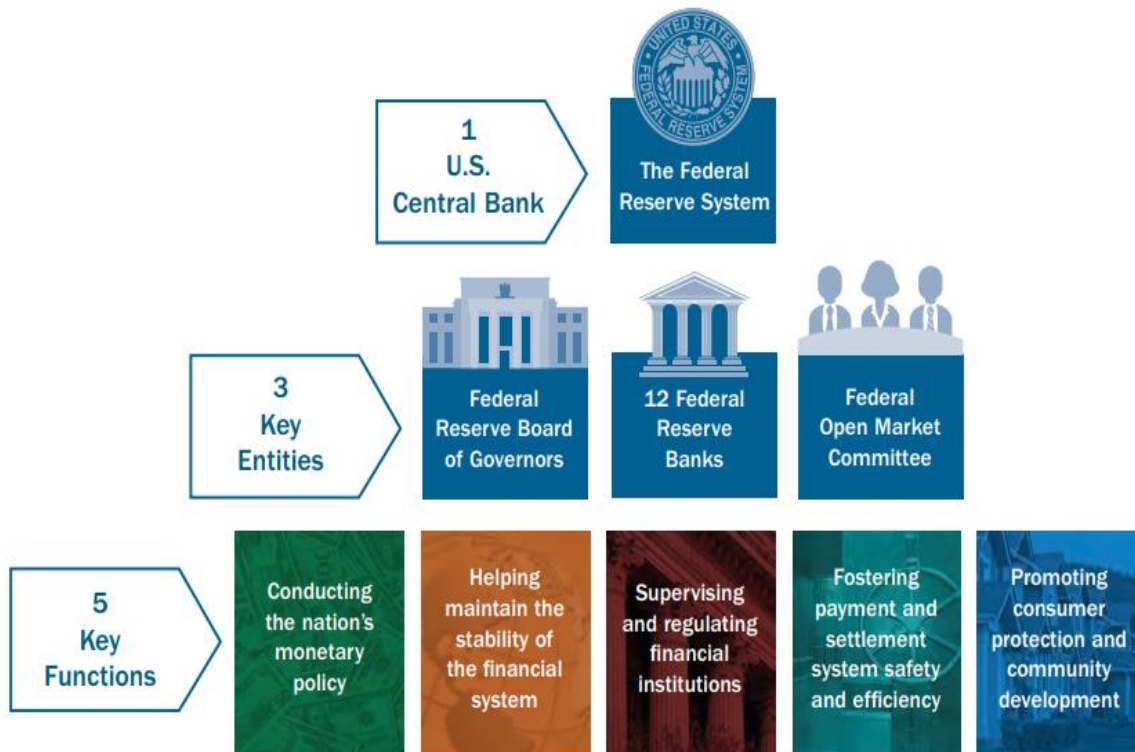 UNITED STATES
FEDERAL RESERVE SYSTEM
1
U.S.
Central Bank
The Federal
Reserve System
3
Key
Entities
Federal
Reserve Board
of Governors
12 Federal
Reserve
Banks
Federal
Open Market
Committee
5
Key
Functions
Conducting
the nation’s
monetary
policy
Helping
maintain the
stability of
the financial
system
Supervising
and regulating
financial
institutions
Fostering
payment and
settlement
system safety
and efficiency
Promoting
consumer
protection and
community
development